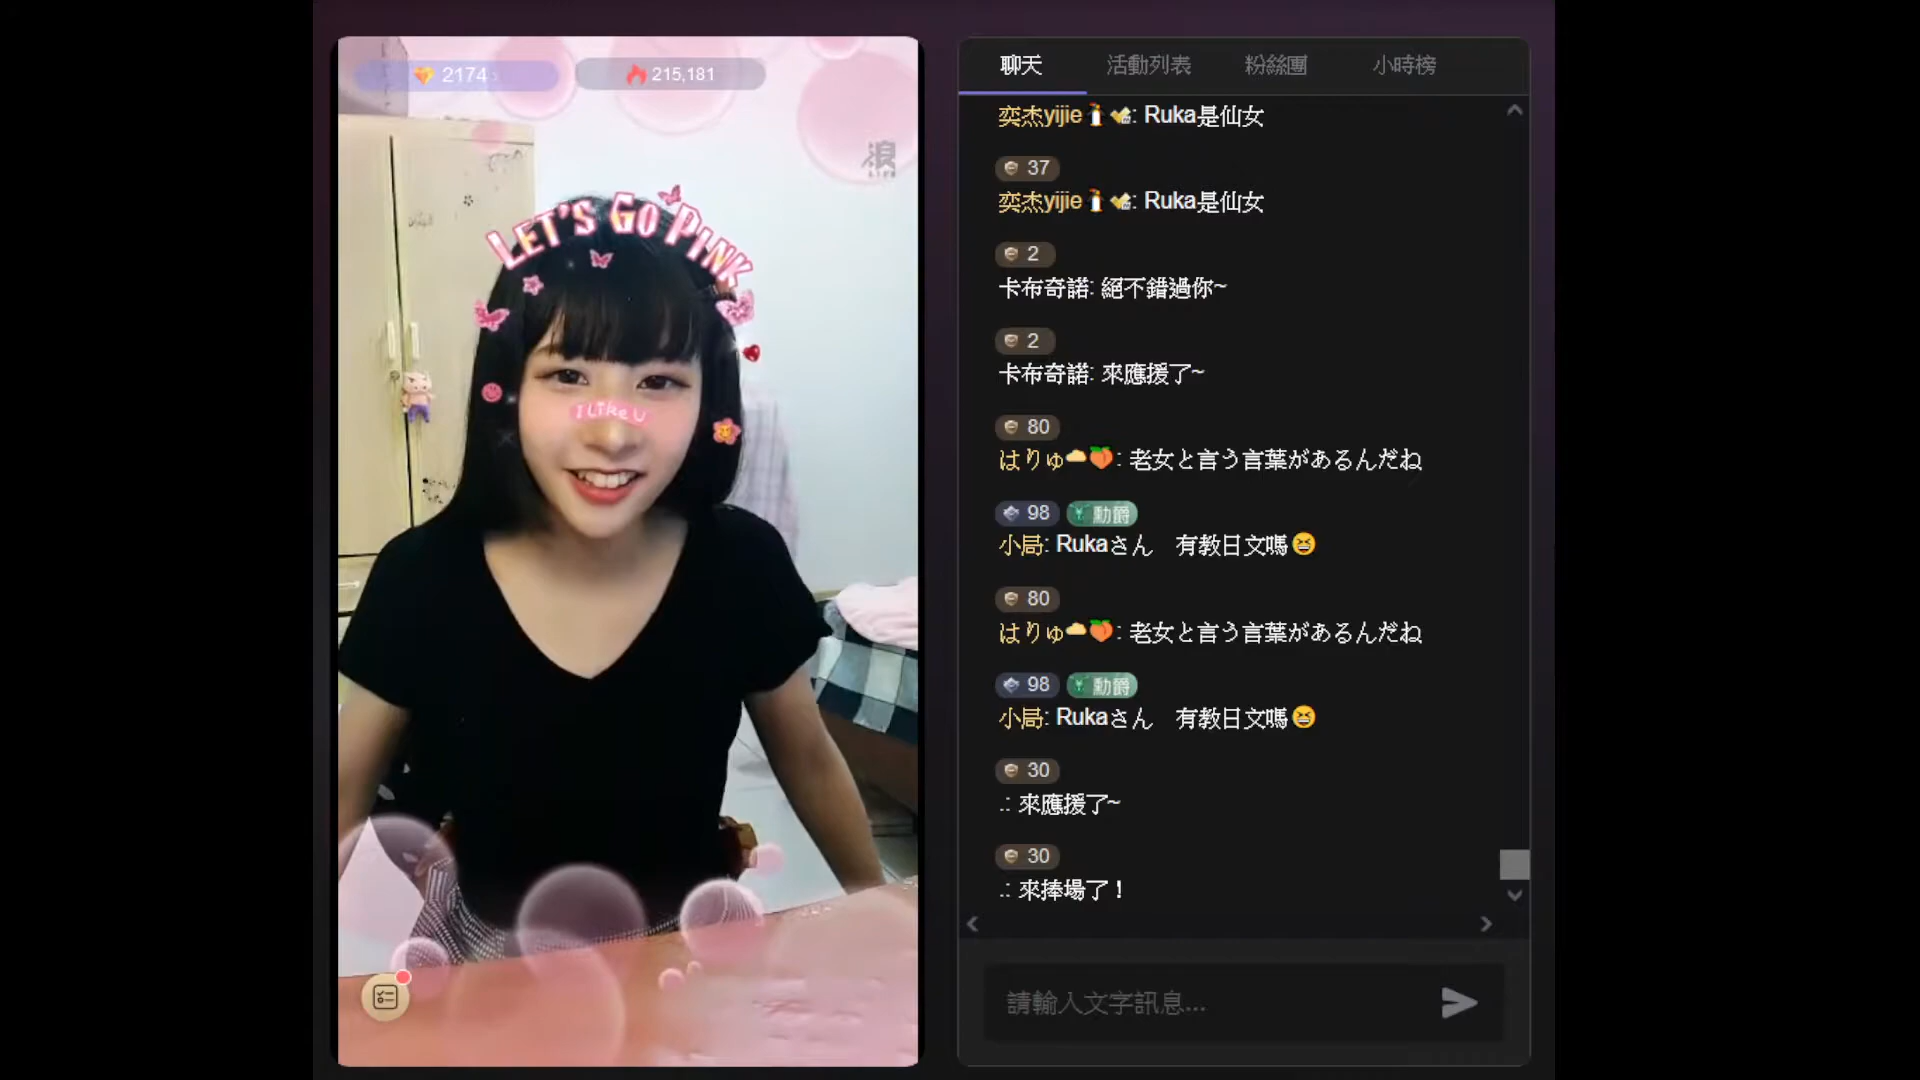 2174
215,181
浪
LIVE
LET'S GO PINK
I Like U
聊天 活動列表 粉絲團 小時榜
奕杰yijie: Ruka是仙女
37
奕杰yijie: Ruka是仙女
2
卡布奇諾: 絕不錯過你~
2
卡布奇諾: 來應援了~
80
はりゅ: 老女と言う言葉があるんだね
98 勳爵
小局: Rukaさん 有教日文嗎
80
はりゅ: 老女と言う言葉があるんだね
98 勳爵
小局: Rukaさん 有教日文嗎
30
.: 來應援了~
30
.: 來捧場了！
請輸入文字訊息...